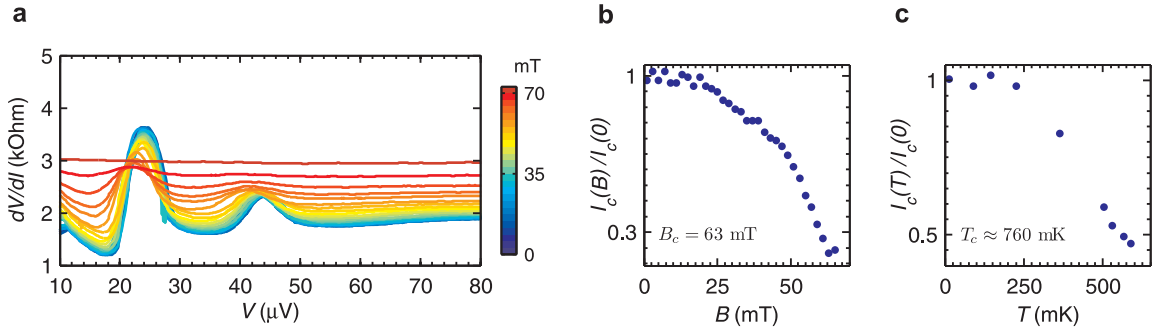 a
b
c
5
4
3
2
1
dV/dI (kOhm)
10 20 30 40 50 60 70 80
V (μV)
mT
70
35
0
1
0.3
I_c(B)/I_c(0)
B_c = 63 mT
0 25 50
B (mT)
1
0.5
I_c(T)/I_c(0)
T_c ≈ 760 mK
0 500
T (mK)